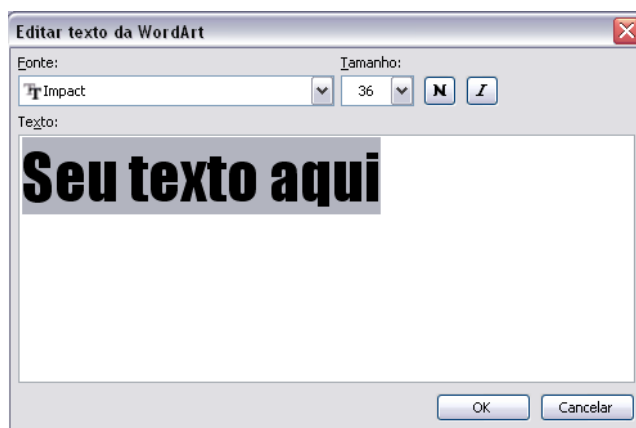 Editar texto da WordArt
Fonte: Tamanho:
Impact 36 N I
Texto:
Seu texto aqui
OK Cancelar